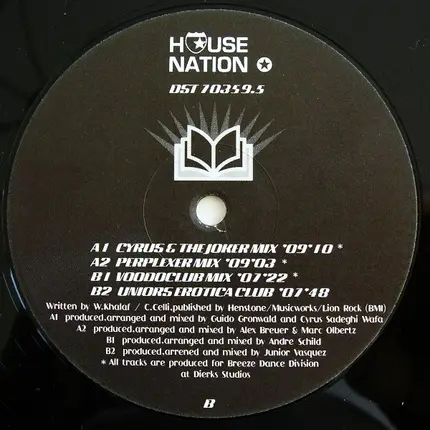 H USE
NATION
DST 70359.5
A1 CYRUS & THE JOKER MIX *09*10 *
A2 PERPLEXER MIX *09*03 *
B1 VOODOOCLUB MIX *07*22 *
B2 UNIORS EROTICA CLUB *07*48
Written by W.Khalaf / C.Celli.published by Henstone/Musicworks/Lion Rock (BMI)
A1 produced.arranged and mixed by Guido Gronwald and Cyrus Sadeghi Wafa
A2 produced.arranged and mixed by Alex Breuer & Marc Olbertz
B1 produced.arranged and mixed by Andre Schild
B2 produced.arrened and mixed by Junior Vasquez
* All tracks are produced for Breeze Dance Division
at Dierks Studios
B